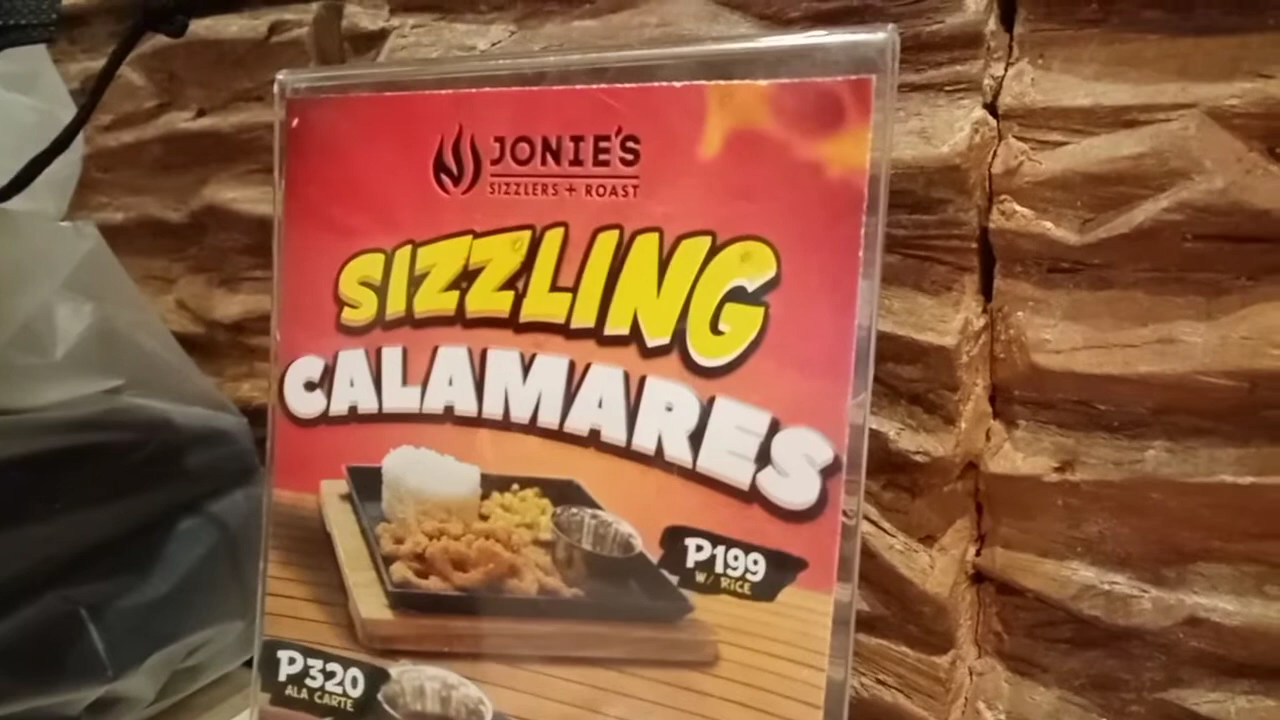 JONIE'S
SIZZLERS + ROAST
SIZZLING
CALAMARES
P199
W/ RICE
P320
ALA CARTE